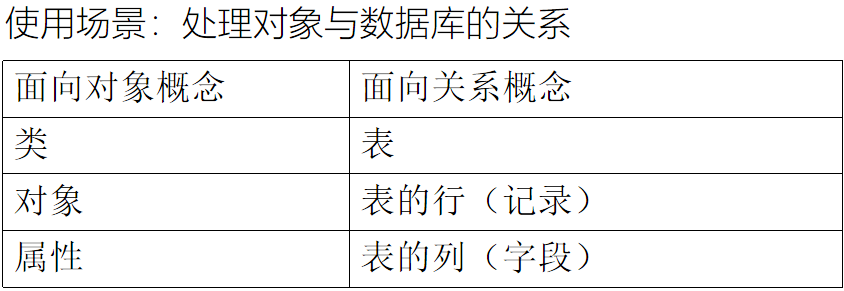 使用场景：处理对象与数据库的关系
面向对象概念 面向关系概念
类 表
对象 表的行（记录）
属性 表的列（字段）